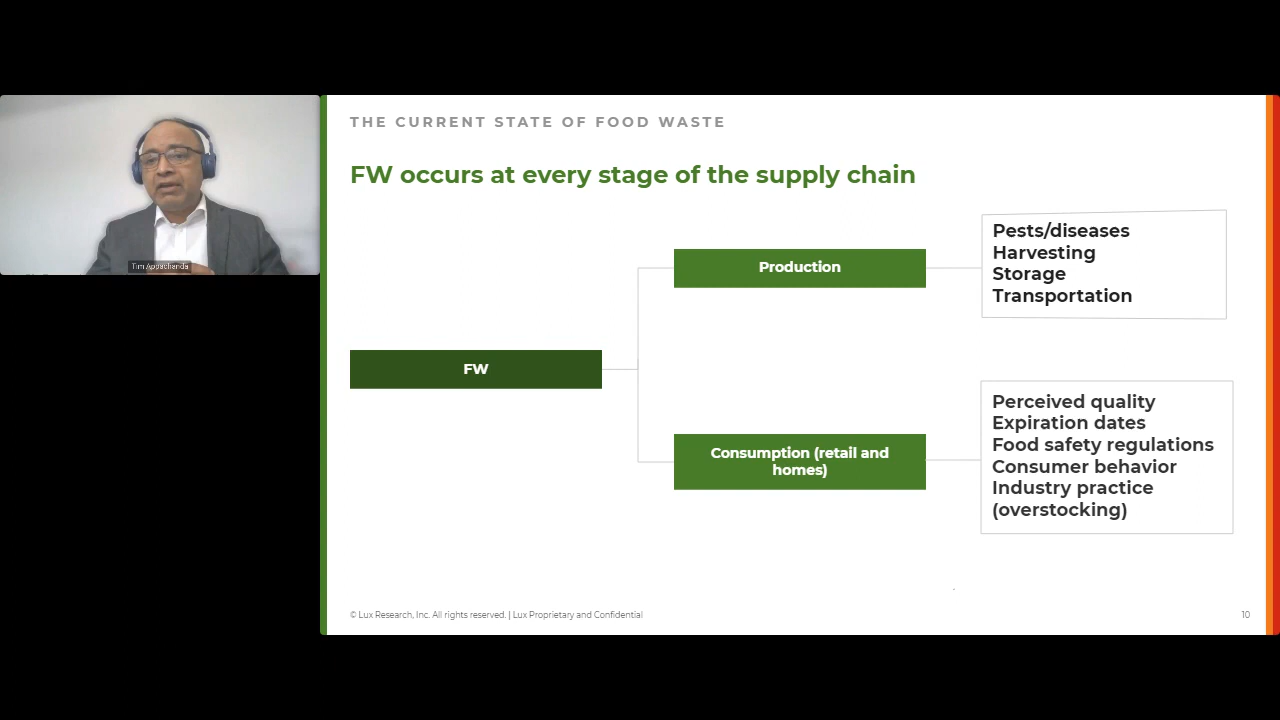 Tim Appachanda
THE CURRENT STATE OF FOOD WASTE
FW occurs at every stage of the supply chain
FW
Production
Pests/diseases
Harvesting
Storage
Transportation
Consumption (retail and
homes)
Perceived quality
Expiration dates
Food safety regulations
Consumer behavior
Industry practice
(overstocking)
© Lux Research, Inc. All rights reserved. | Lux Proprietary and Confidential
10